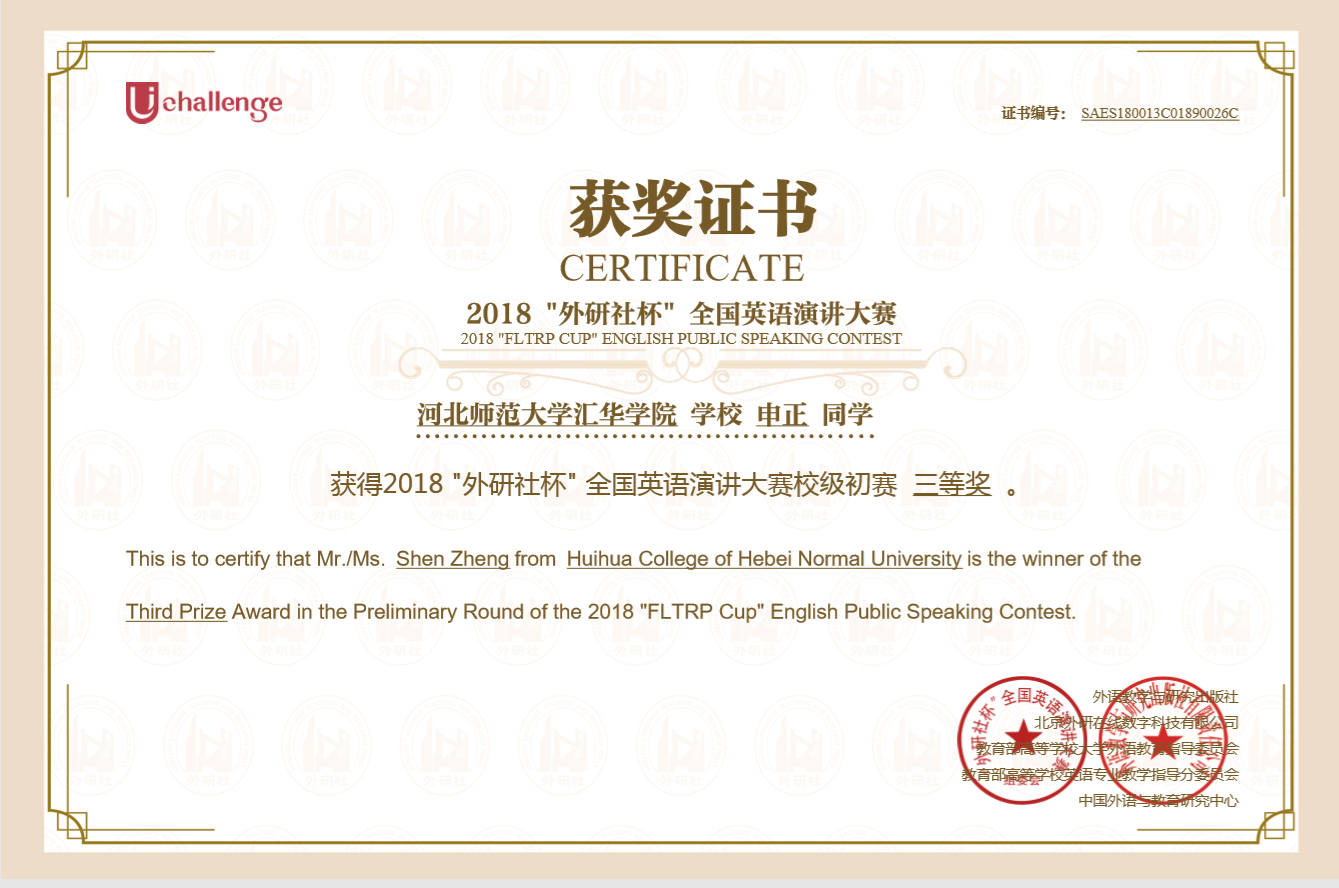 Uchallenge
证书编号： SAES180013C01890026C
获奖证书
CERTIFICATE
2018 "外研社杯" 全国英语演讲大赛
2018 "FLTRP CUP" ENGLISH PUBLIC SPEAKING CONTEST
河北师范大学汇华学院 学校 申正 同学
获得2018 "外研社杯" 全国英语演讲大赛校级初赛 三等奖 。
This is to certify that Mr./Ms. Shen Zheng from Huihua College of Hebei Normal University is the winner of the
Third Prize Award in the Preliminary Round of the 2018 "FLTRP Cup" English Public Speaking Contest.
外语教学与研究出版社
北京外研在线数字科技有限公司
教育部高等学校大学外语教学指导委员会
教育部高等学校英语专业教学指导分委员会
中国外语与教育研究中心
"外研社杯"全国英语演讲大赛
组委会